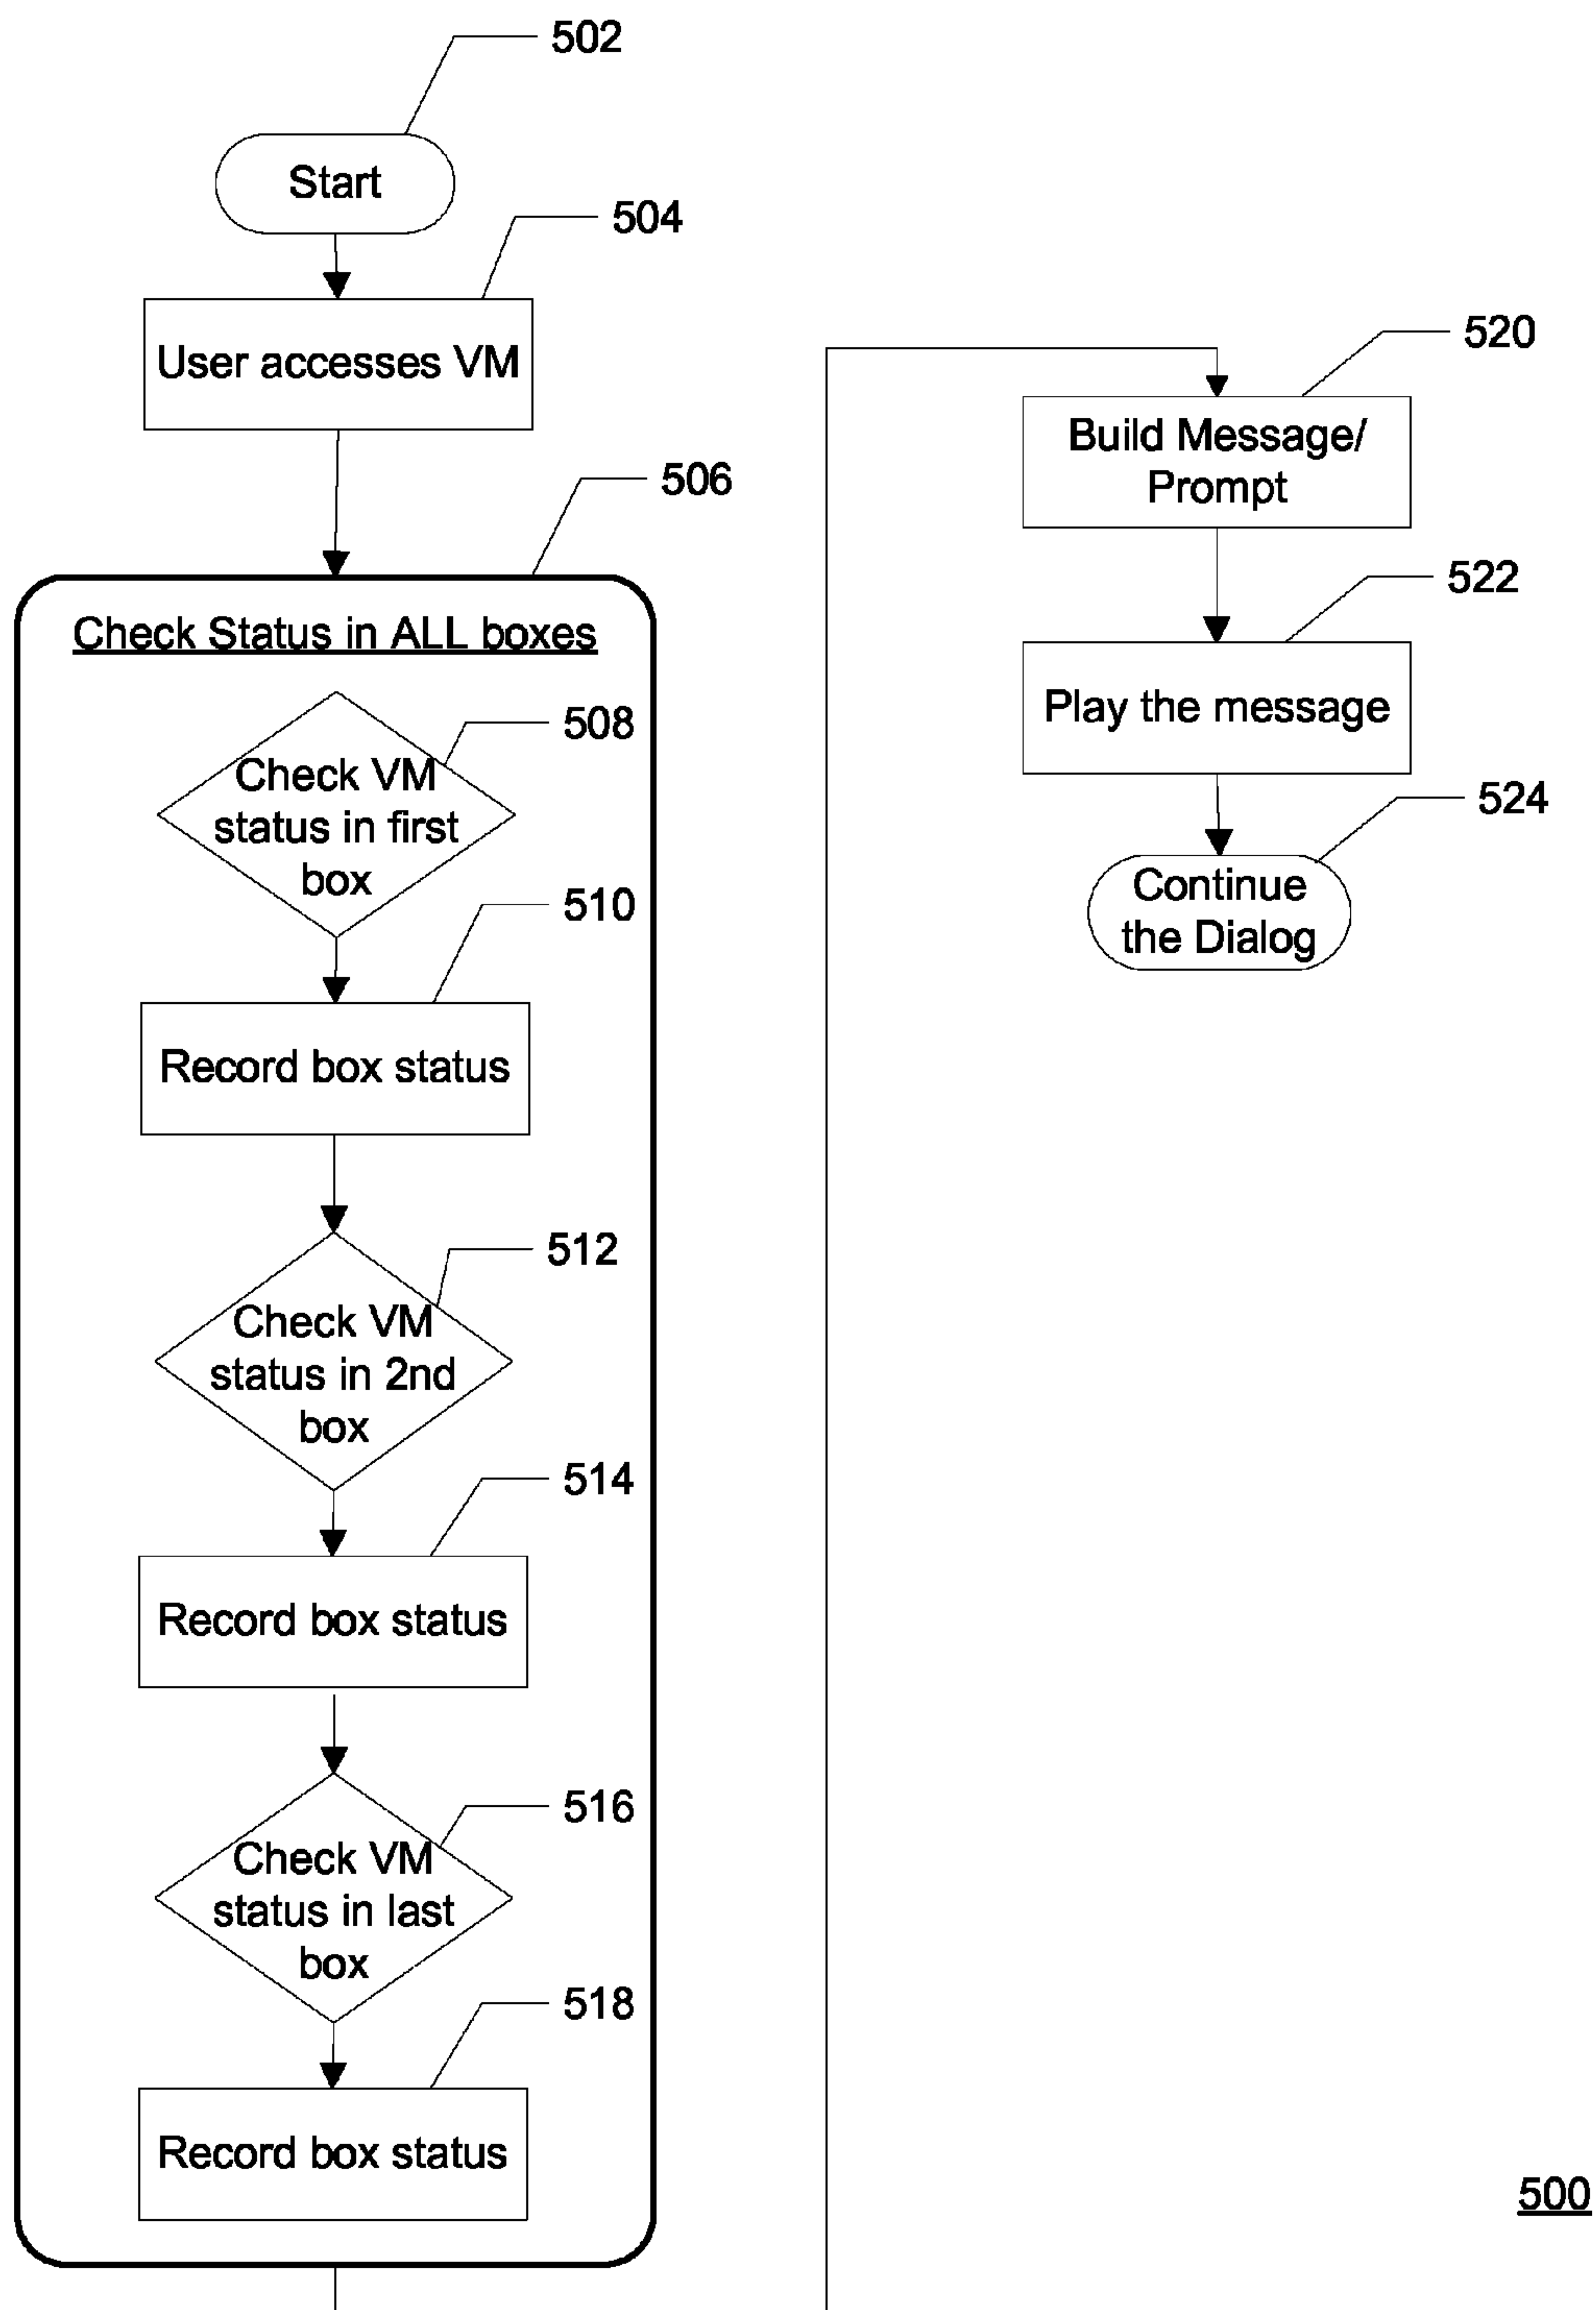 502
Start
504
User accesses VM
506
Check Status in ALL boxes
508
Check VM
status in first
box
510
Record box status
512
Check VM
status in 2nd
box
514
Record box status
516
Check VM
status in last
box
518
Record box status
520
Build Message/
Prompt
522
Play the message
524
Continue
the Dialog
500